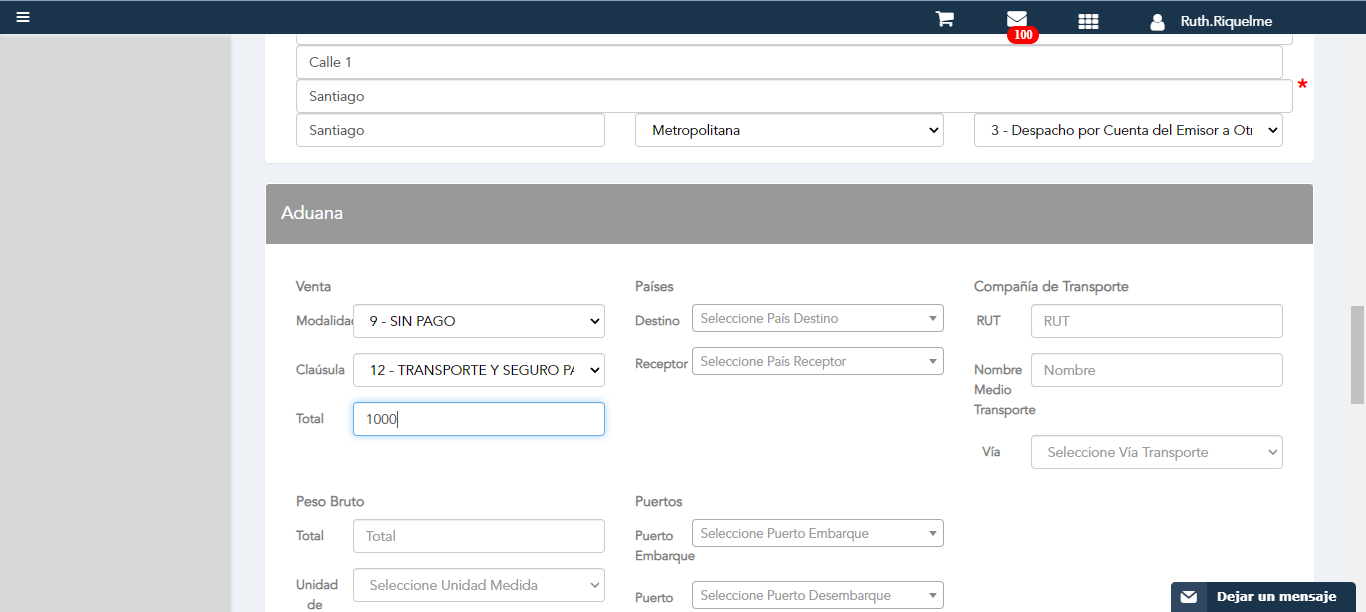 Ruth.Riquelme
100
Calle 1
Santiago
*
Santiago
Metropolitana
3 - Despacho por Cuenta del Emisor a Otr
Aduana
Venta
Países
Compañía de Transporte
Modalidad
9 - SIN PAGO
Destino
Seleccione País Destino
RUT
RUT
Claúsula
12 - TRANSPORTE Y SEGURO PA
Receptor
Seleccione País Receptor
Nombre
Medio
Transporte
Nombre
Total
1000
Vía
Seleccione Vía Transporte
Peso Bruto
Puertos
Total
Total
Puerto
Embarque
Seleccione Puerto Embarque
Unidad
de
Seleccione Unidad Medida
Puerto
Seleccione Puerto Desembarque
Dejar un mensaje